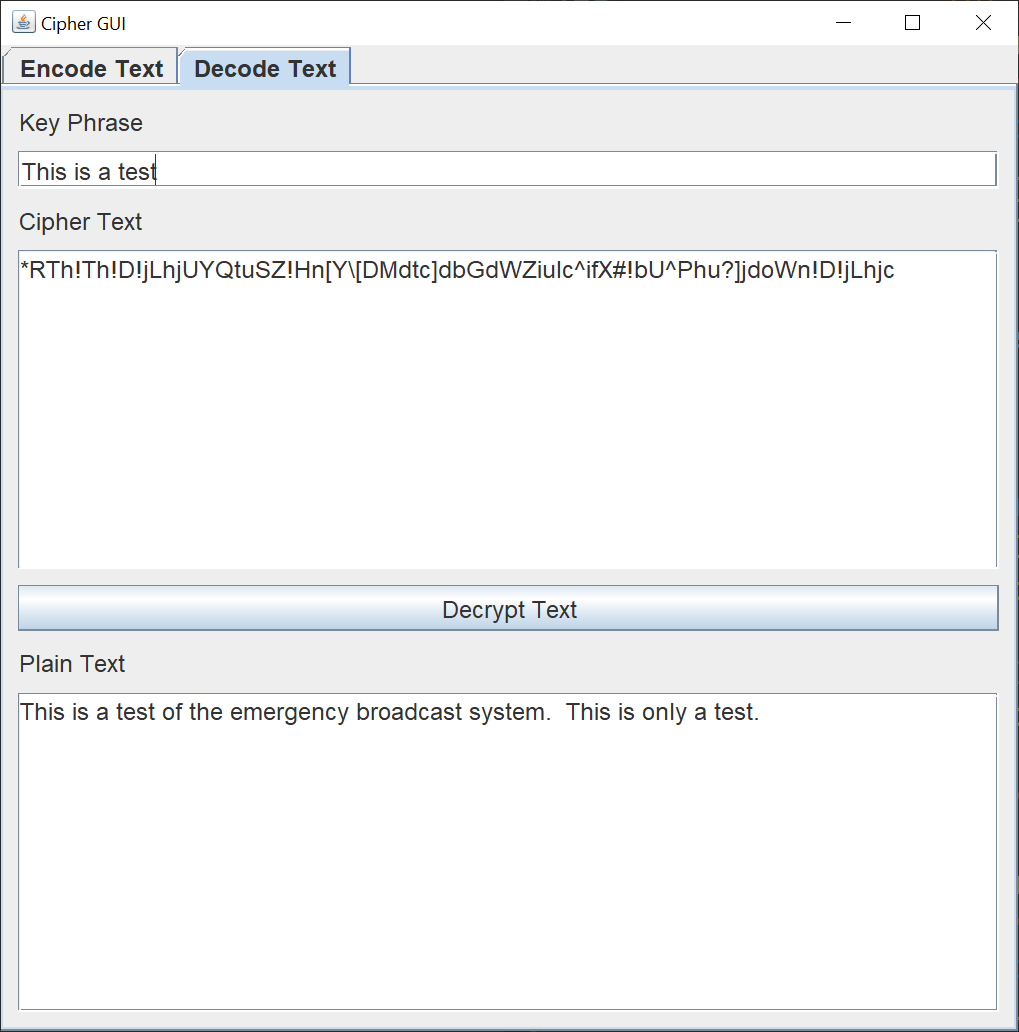 Cipher GUI
Encode Text Decode Text
Key Phrase
This is a test
Cipher Text
*RTh!Th!D!jLhjUYQtuSZ!Hn[Y\[DMdtc]dbGdWZiuIc^ifX#!bU^Phu?]jdoWn!D!jLhjc
Decrypt Text
Plain Text
This is a test of the emergency broadcast system.  This is only a test.